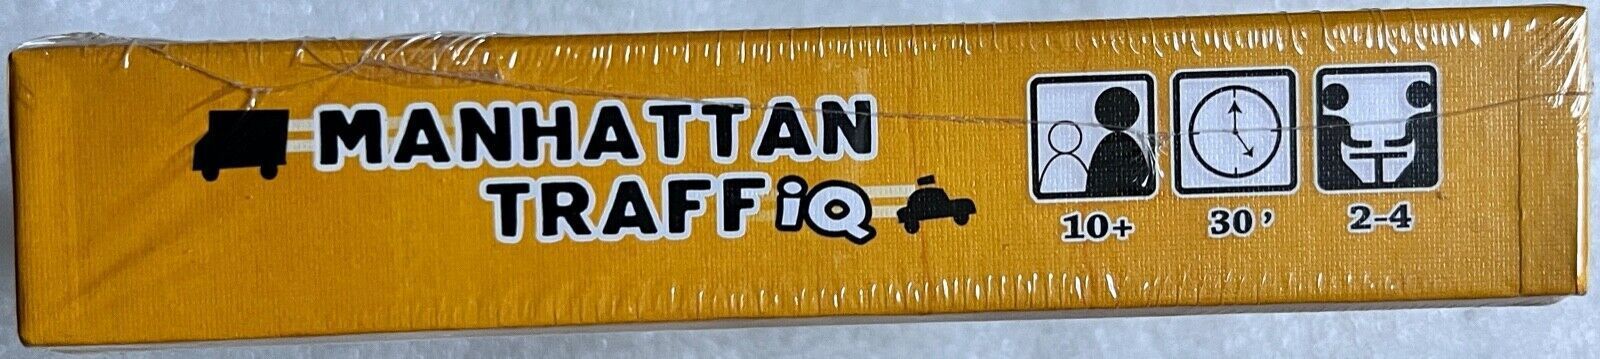 MANHATTAN
TRAFFiQ
10+ 30’ 2-4